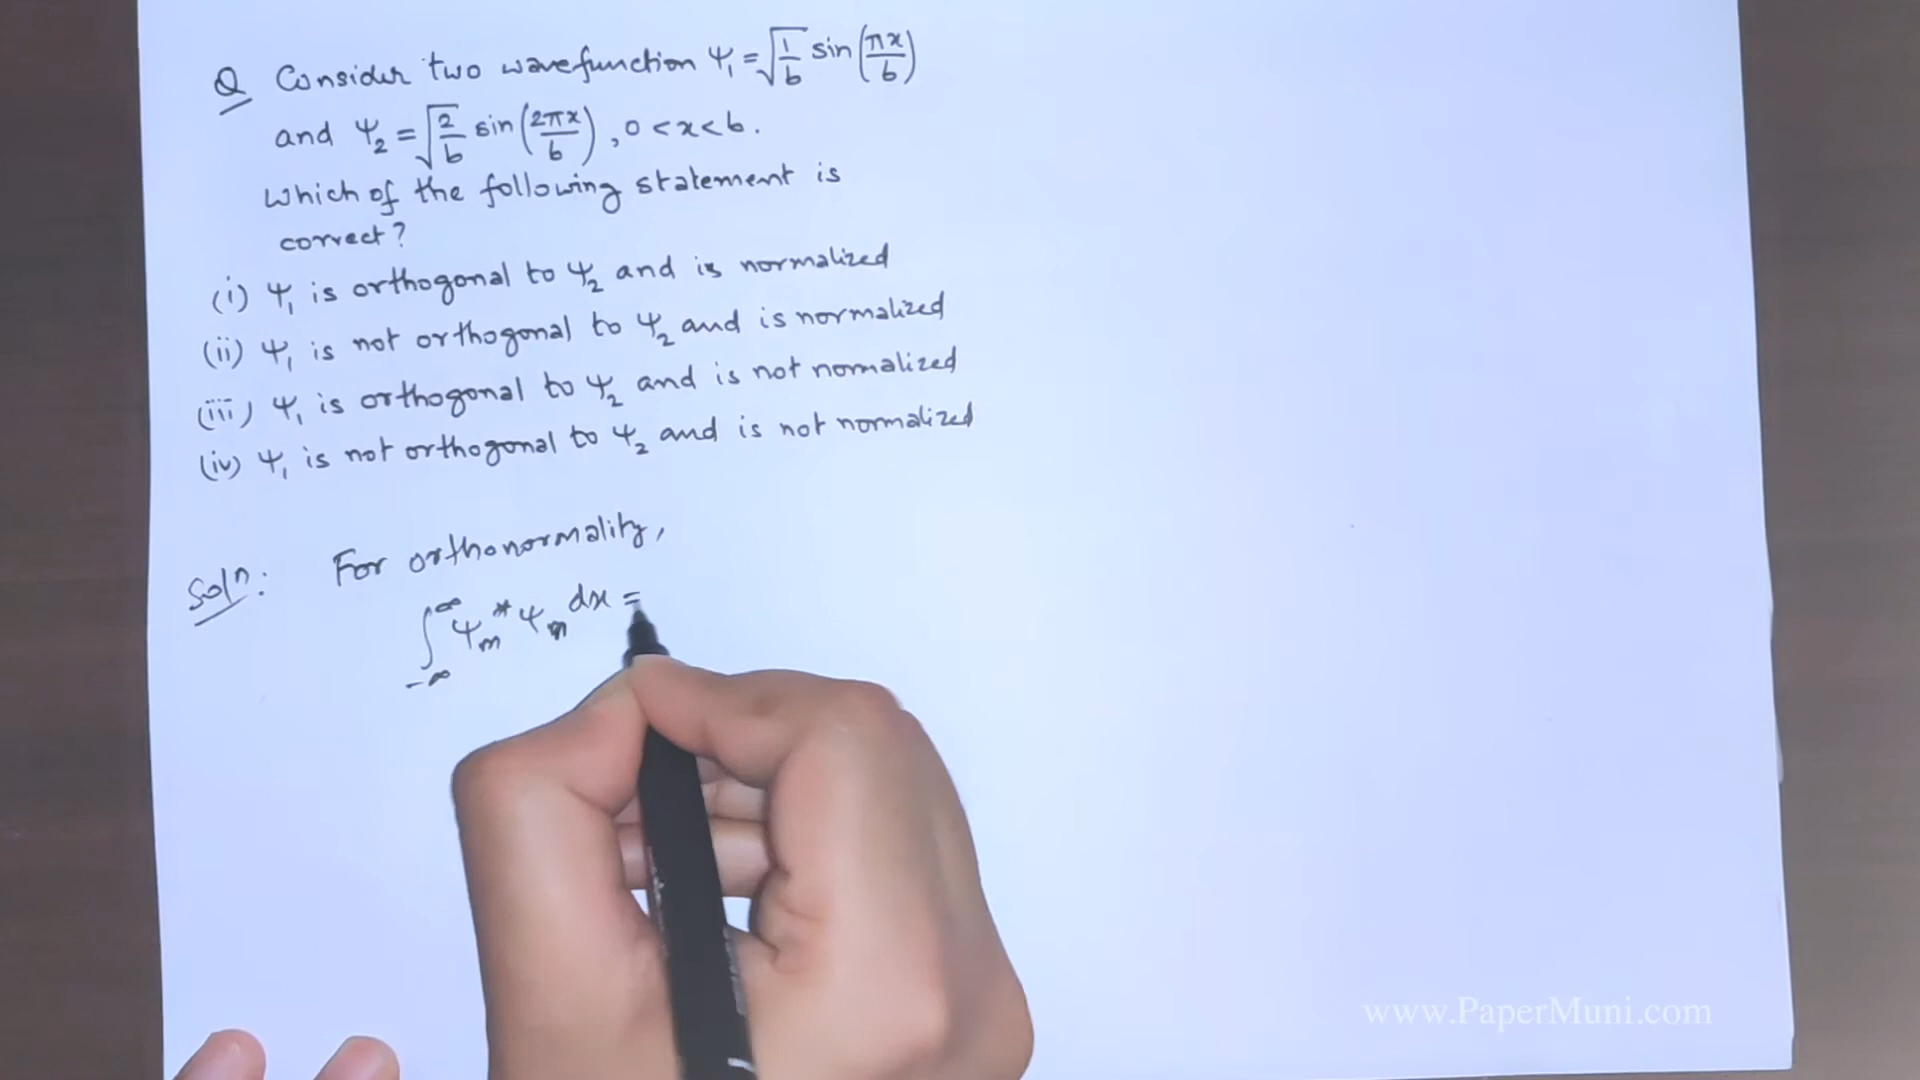 Q Consider two wavefunction Ψ₁ = √(1/b) sin(πx/b)
and Ψ₂ = √(2/b) sin(2πx/b), 0 < x < b.
Which of the following statement is
correct?
(i) Ψ₁ is orthogonal to Ψ₂ and is normalized
(ii) Ψ₁ is not orthogonal to Ψ₂ and is normalized
(iii) Ψ₁ is orthogonal to Ψ₂ and is not normalized
(iv) Ψ₁ is not orthogonal to Ψ₂ and is not normalized
Solⁿ: For orthonormality,
∫_{-∞}^{∞} Ψₘ* Ψₙ dx =
www.PaperMuni.com